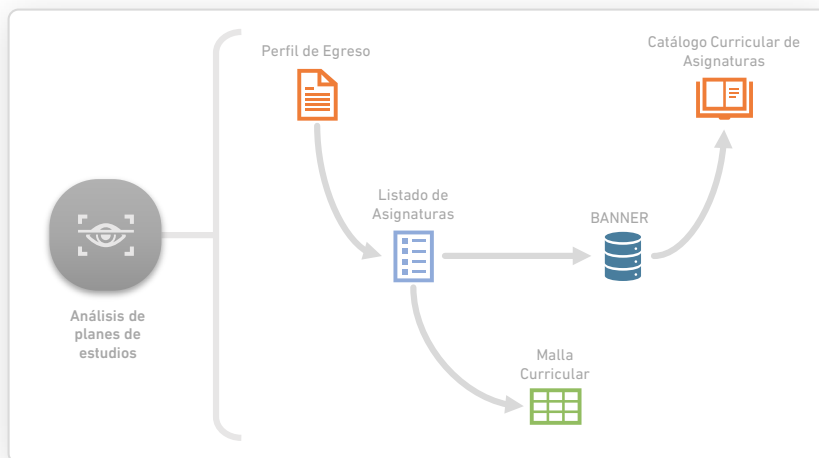 Perfil de Egreso
Catálogo Curricular de
Asignaturas
Listado de
Asignaturas
BANNER
Análisis de
planes de
estudios
Malla
Curricular